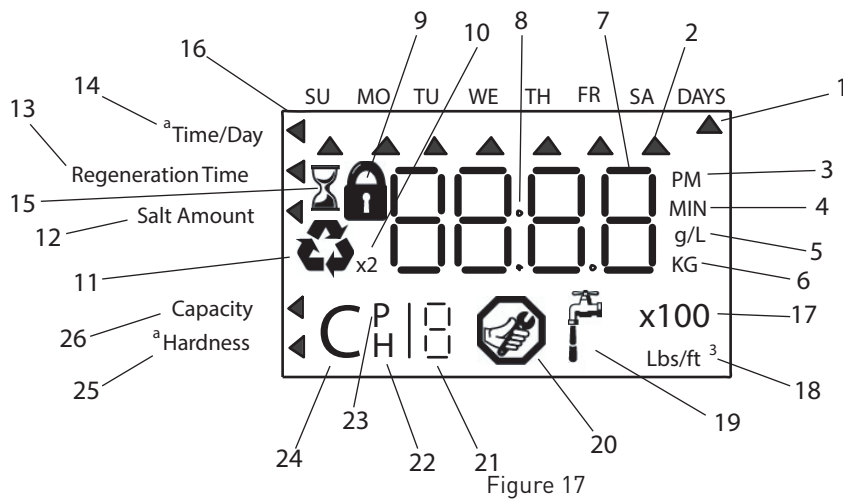 9 10 8 7 2
16
14 SU MO TU WE TH FR SA DAYS 1
13 ᵃTime/Day
Regeneration Time PM 3
15 MIN 4
12 Salt Amount g/L 5
11 x2 KG 6
Capacity C P x100 17
26 ᵃHardness H 8 Lbs/ft ³ 18
25 19
24 23 22 21 20
Figure 17